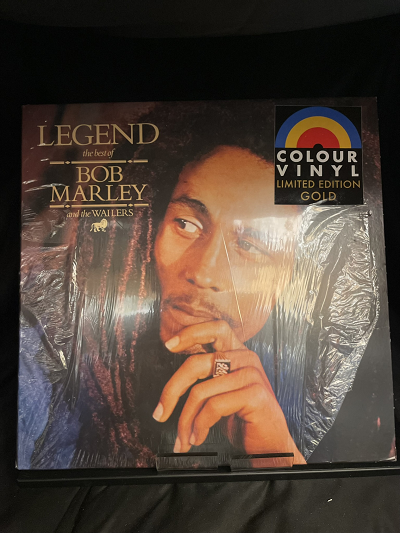 LEGEND
the best of
BOB
MARLEY
and the WAILERS
COLOUR
VINYL
LIMITED EDITION
GOLD